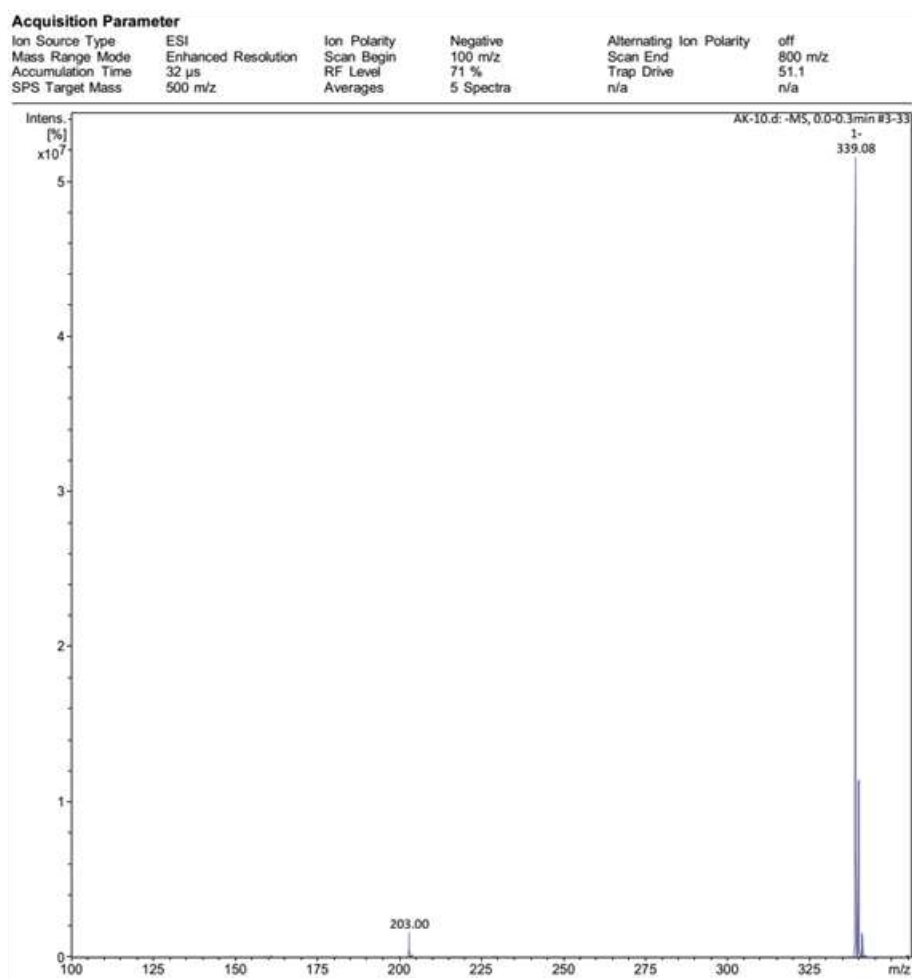 Acquisition Parameter
Ion Source Type ESI Ion Polarity Negative Alternating Ion Polarity off
Mass Range Mode Enhanced Resolution Scan Begin 100 m/z Scan End 800 m/z
Accumulation Time 32 µs RF Level 71 % Trap Drive 51.1
SPS Target Mass 500 m/z Averages 5 Spectra n/a n/a
Intens. AK-10.d: -MS, 0.0-0.3min #3-33
[%] 1-
x10⁷ 339.08
5
4
3
2
1
203.00
0
100 125 150 175 200 225 250 275 300 325 m/z